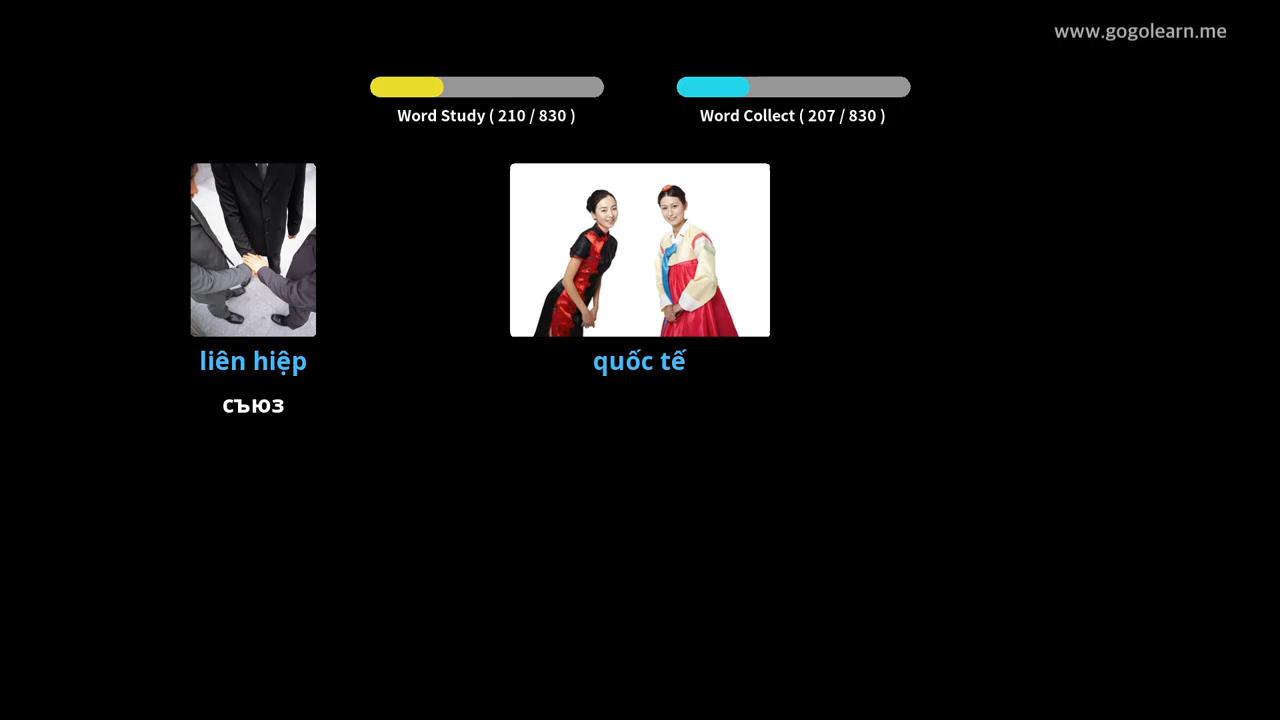 www.gogolearn.me
Word Study ( 210 / 830 )
Word Collect ( 207 / 830 )
liên hiệp
quốc tế
съюз